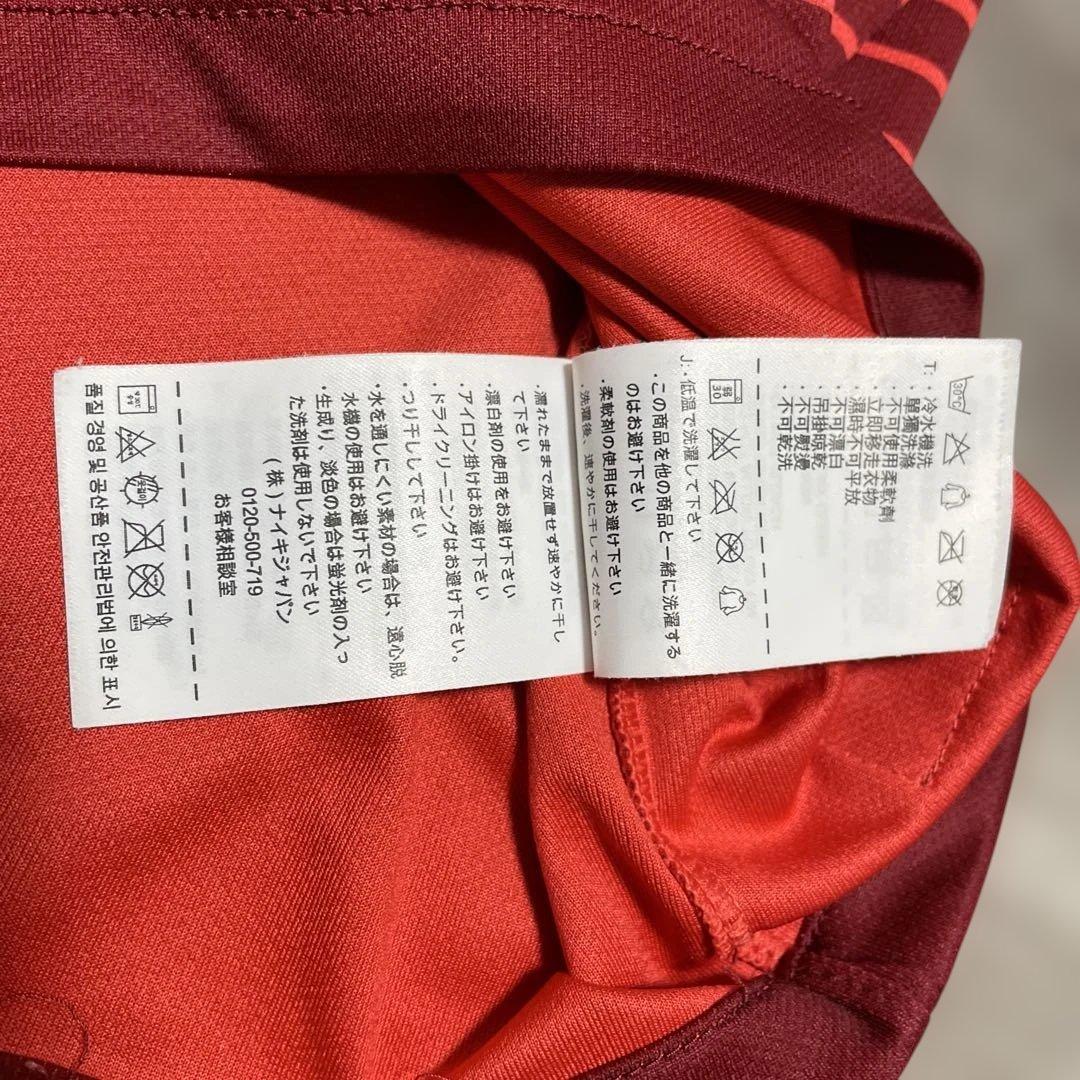 T:
30℃
・冷水機洗
・單獨洗滌
・不可使用柔軟劑
・立即移走衣物
・濕時不可平放
・不可漂白
・吊掛晾乾
・不可熨燙
・不可乾洗
J:
弱
30
・低温で洗濯して下さい
・この商品を他の商品と一緒に洗濯する
のはお避け下さい
・柔軟剤の使用はお避け下さい
・洗濯後、速やかに干してください。
・濡れたままで放置せず速やかに干し
て下さい
・漂白剤の使用をお避け下さい
・アイロン掛けはお避け下さい
・ドライクリーニングはお避け下さい。
・つり干しして下さい
・水を通しにくい素材の場合は、遠心脱
水機の使用はお避け下さい
・生成り、淡色の場合は蛍光剤の入っ
た洗剤は使用しないで下さい
(株)ナイキジャパン
0120-500-719
お客様相談室
품질경영 및 공산품 안전관리법에 의한 표시